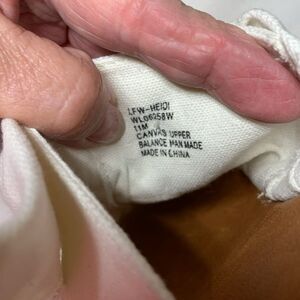 LFW-HEIDI
WL06258W
11M
CANVAS UPPER
BALANCE MAN MADE
MADE IN CHINA